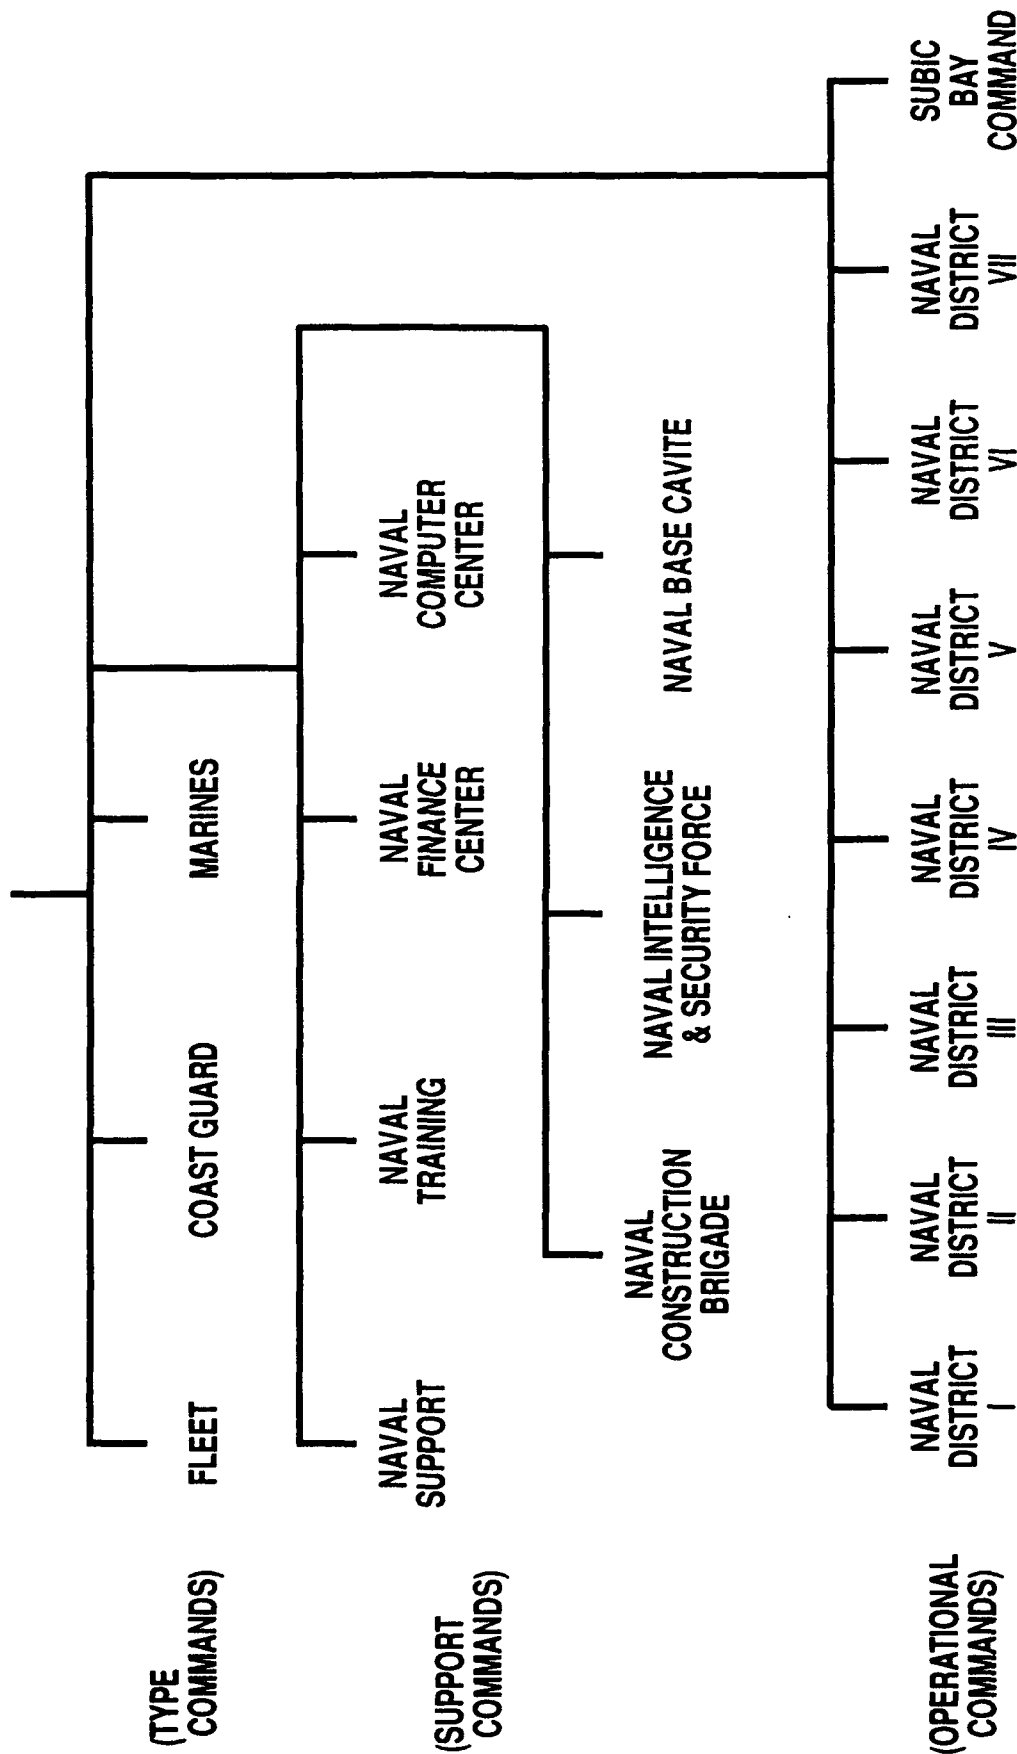 (TYPE
COMMANDS)
FLEET
COAST GUARD
MARINES
(SUPPORT
COMMANDS)
NAVAL
SUPPORT
NAVAL
TRAINING
NAVAL
FINANCE
CENTER
NAVAL
COMPUTER
CENTER
NAVAL
CONSTRUCTION
BRIGADE
NAVAL INTELLIGENCE
& SECURITY FORCE
NAVAL BASE CAVITE
(OPERATIONAL
COMMANDS)
NAVAL
DISTRICT
I
NAVAL
DISTRICT
II
NAVAL
DISTRICT
III
NAVAL
DISTRICT
IV
NAVAL
DISTRICT
V
NAVAL
DISTRICT
VI
NAVAL
DISTRICT
VII
SUBIC
BAY
COMMAND